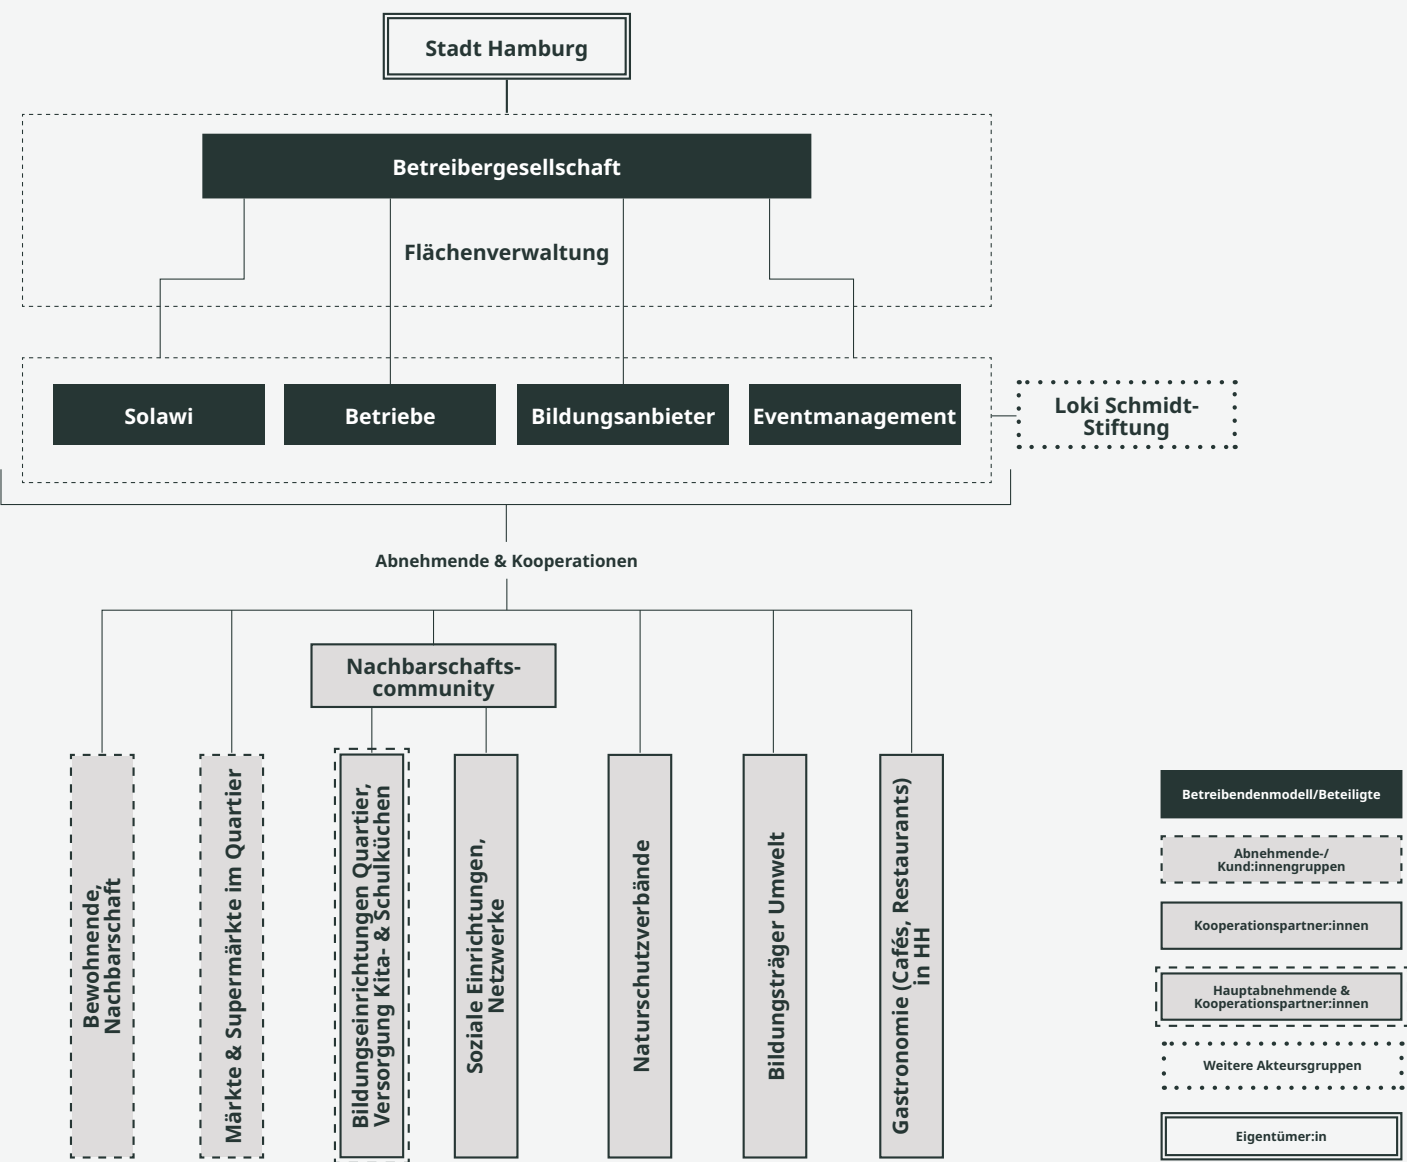 Stadt Hamburg
Betreibergesellschaft
Flächenverwaltung
Solawi
Betriebe
Bildungsanbieter
Eventmanagement
Loki Schmidt-
Stiftung
Abnehmende & Kooperationen
Nachbarschafts-
community
Bewohnende,
Nachbarschaft
Märkte & Supermärkte im Quartier
Bildungseinrichtungen Quartier,
Versorgung Kita- & Schulküchen
Soziale Einrichtungen,
Netzwerke
Naturschutzverbände
Bildungsträger Umwelt
Gastronomie (Cafés, Restaurants)
in HH
Betreibendenmodell/Beteiligte
Abnehmende-/
Kund:innengruppen
Kooperationspartner:innen
Hauptabnehmende &
Kooperationspartner:innen
Weitere Akteursgruppen
Eigentümer:in